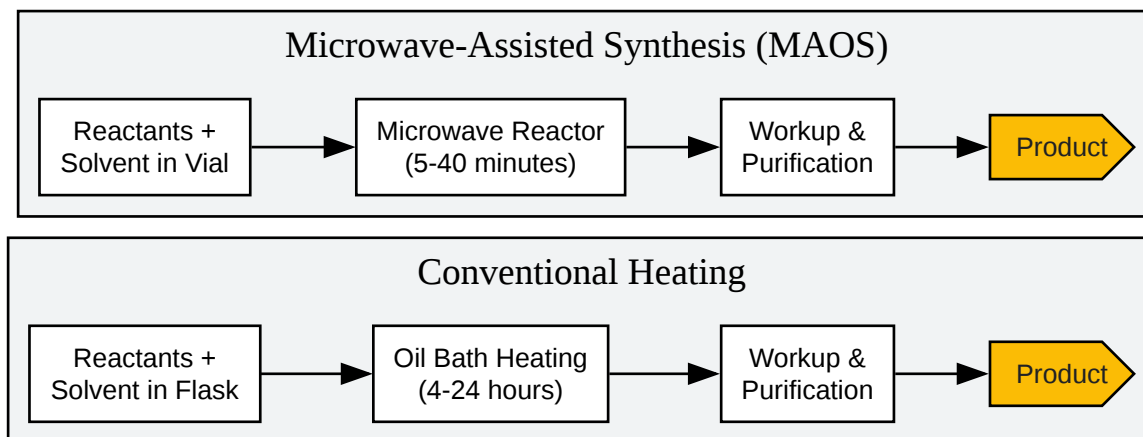 Microwave-Assisted Synthesis (MAOS)
Reactants +
Solvent in Vial
Microwave Reactor
(5-40 minutes)
Workup &
Purification
Product
Conventional Heating
Reactants +
Solvent in Flask
Oil Bath Heating
(4-24 hours)
Workup &
Purification
Product